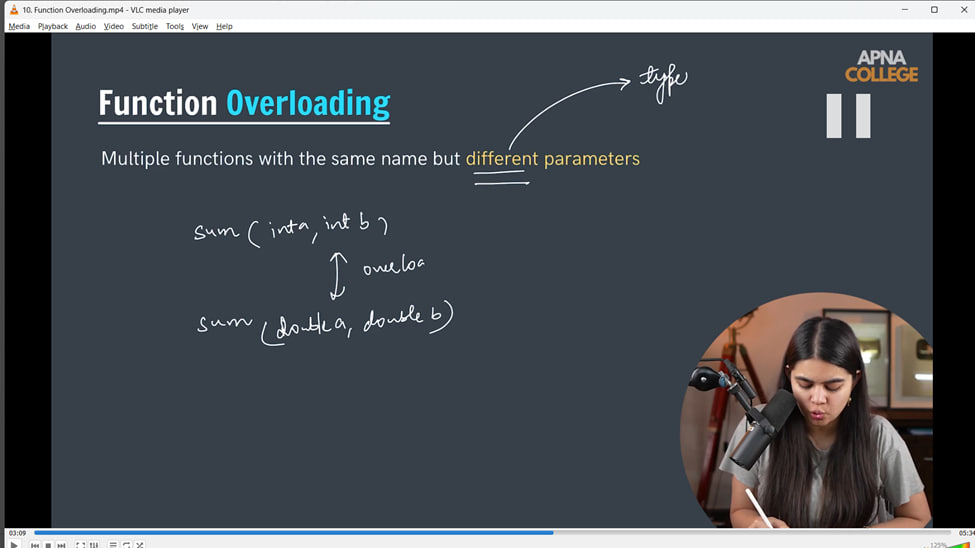 10. Function Overloading.mp4 - VLC media player
Media Playback Audio Video Subtitle Tools View Help
APNA
COLLEGE
type
Function Overloading
Multiple functions with the same name but different parameters
sum (int a, int b)
overloa
sum (double a, double b)
03:09
05:34
125%